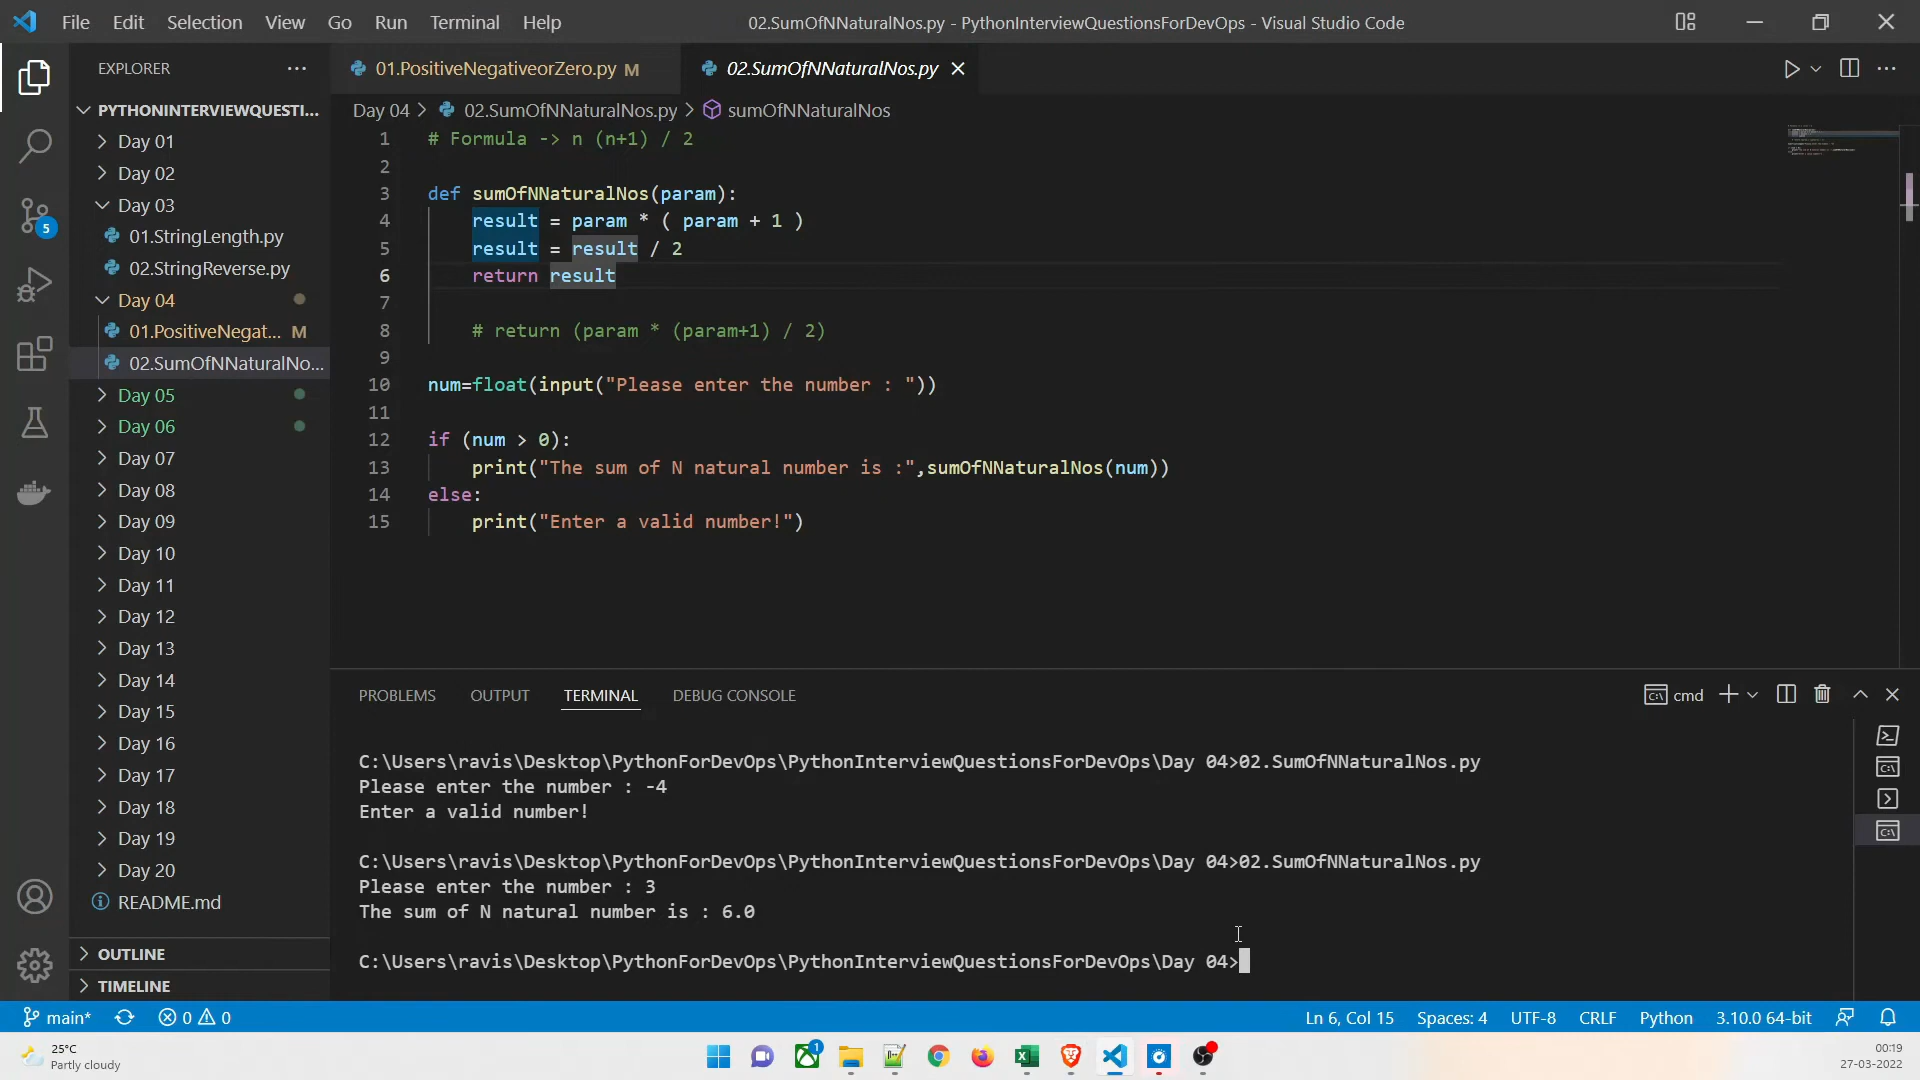 File Edit Selection View Go Run Terminal Help 02.SumOfNNaturalNos.py - PythonInterviewQuestionsForDevOps - Visual Studio Code
EXPLORER
PYTHONINTERVIEWQUESTI...
Day 01
Day 02
Day 03
01.StringLength.py
02.StringReverse.py
Day 04
01.PositiveNegat... M
02.SumOfNNaturalNo...
Day 05
Day 06
Day 07
Day 08
Day 09
Day 10
Day 11
Day 12
Day 13
Day 14
Day 15
Day 16
Day 17
Day 18
Day 19
Day 20
README.md
OUTLINE
TIMELINE
5
01.PositiveNegativeorZero.py M 02.SumOfNNaturalNos.py
Day 04 > 02.SumOfNNaturalNos.py > sumOfNNaturalNos
1 # Formula -> n (n+1) / 2
2
3 def sumOfNNaturalNos(param):
4 result = param * ( param + 1 )
5 result = result / 2
6 return result
7
8 # return (param * (param+1) / 2)
9
10 num=float(input("Please enter the number : "))
11
12 if (num > 0):
13 print("The sum of N natural number is :",sumOfNNaturalNos(num))
14 else:
15 print("Enter a valid number!")
PROBLEMS OUTPUT TERMINAL DEBUG CONSOLE cmd
C:\Users\ravis\Desktop\PythonForDevOps\PythonInterviewQuestionsForDevOps\Day 04>02.SumOfNNaturalNos.py
Please enter the number : -4
Enter a valid number!
C:\Users\ravis\Desktop\PythonForDevOps\PythonInterviewQuestionsForDevOps\Day 04>02.SumOfNNaturalNos.py
Please enter the number : 3
The sum of N natural number is : 6.0
C:\Users\ravis\Desktop\PythonForDevOps\PythonInterviewQuestionsForDevOps\Day 04>
main* 0 0 Ln 6, Col 15 Spaces: 4 UTF-8 CRLF Python 3.10.0 64-bit
25°C
Partly cloudy
1
00:19
27-03-2022